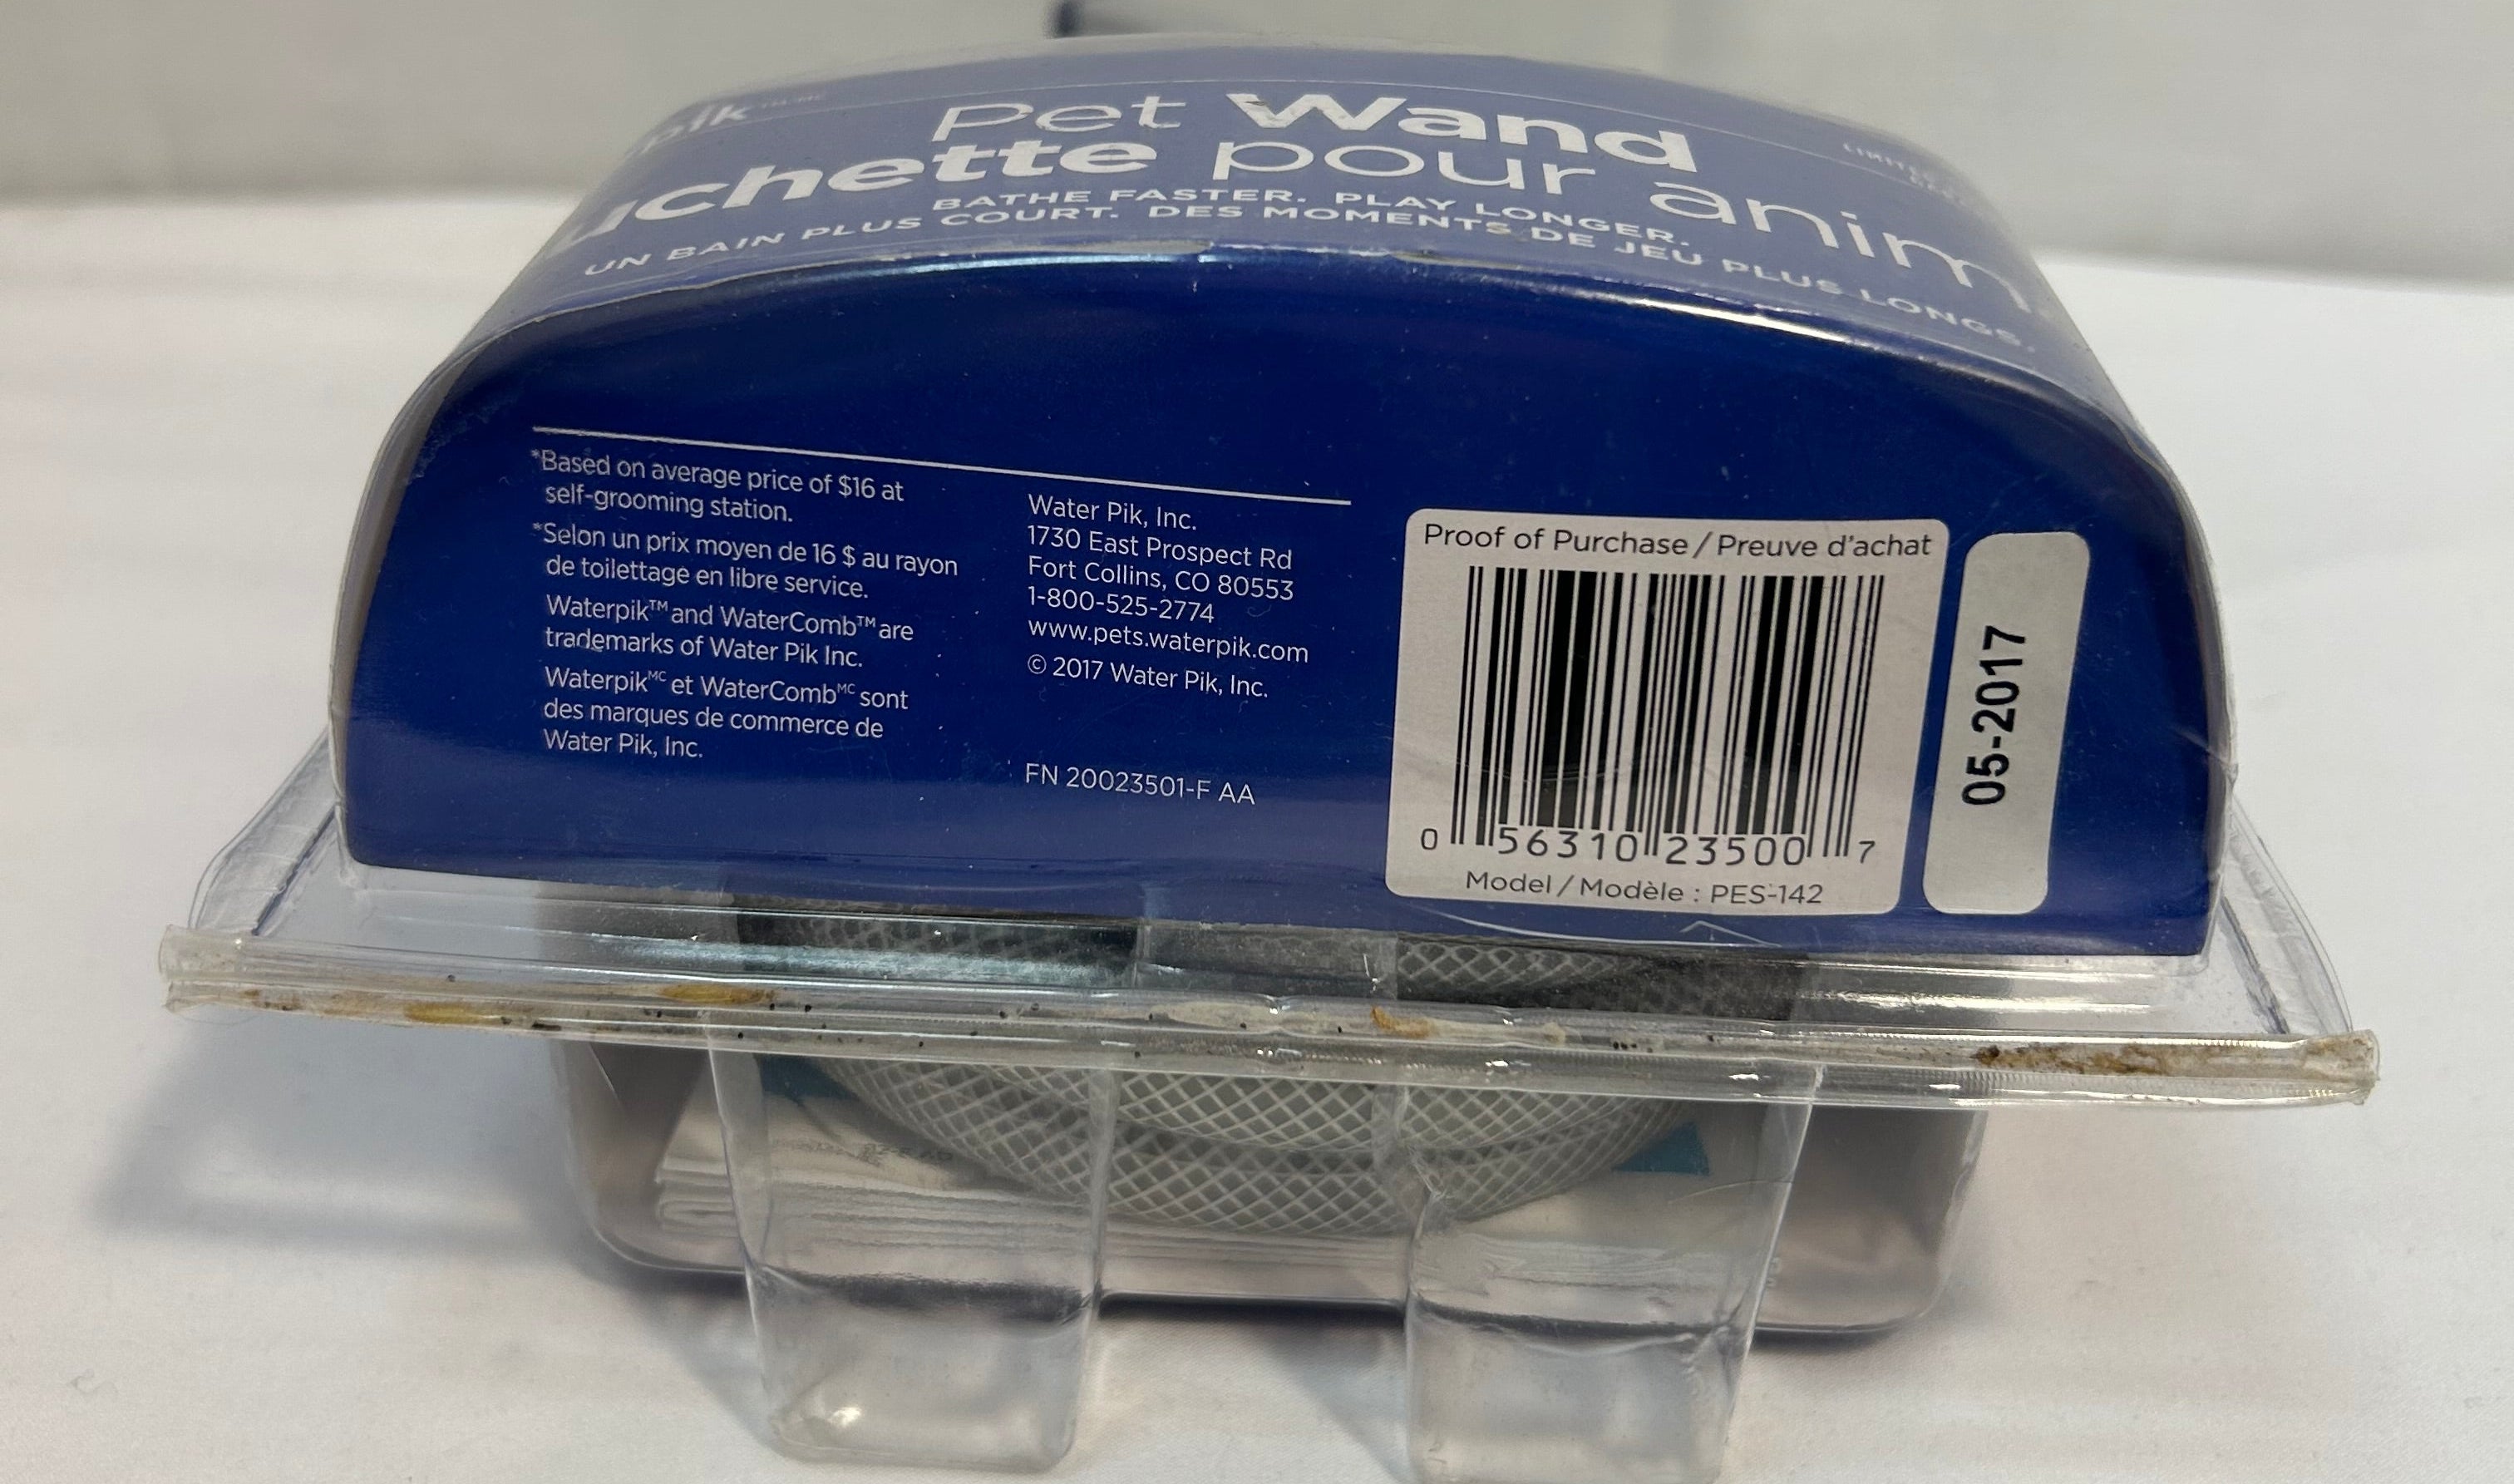 pik
Pet Wand
uchette pour anim
BATHE FASTER. PLAY LONGER.
UN BAIN PLUS COURT. DES MOMENTS DE JEU PLUS LONGS.
*Based on average price of $16 at
self-grooming station.
*Selon un prix moyen de 16 $ au rayon
de toilettage en libre service.
Waterpik™ and WaterComb™ are
trademarks of Water Pik Inc.
Waterpikᴹᶜ et WaterCombᴹᶜ sont
des marques de commerce de
Water Pik, Inc.
Water Pik, Inc.
1730 East Prospect Rd
Fort Collins, CO 80553
1-800-525-2774
www.pets.waterpik.com
© 2017 Water Pik, Inc.
FN 20023501-F AA
Proof of Purchase / Preuve d'achat
0 56310 23500 7
Model / Modèle : PES-142
05-2017